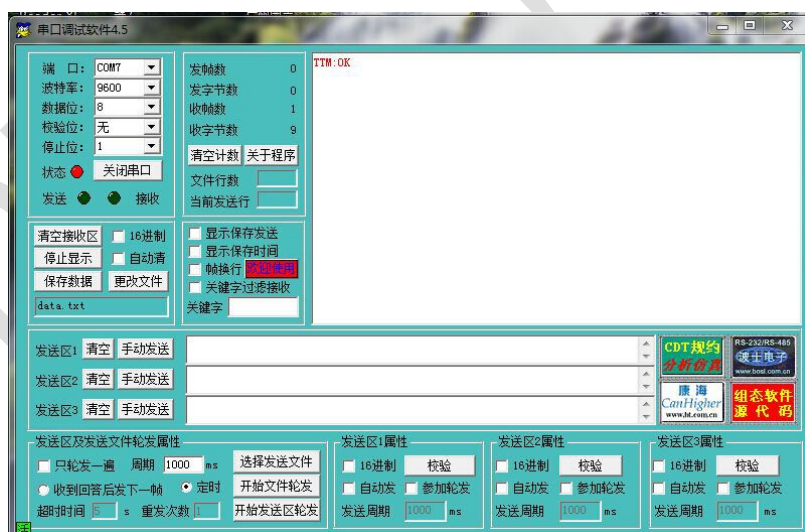 串口调试软件4.5
端 口: COM7
波特率: 9600
数据位: 8
校验位: 无
停止位: 1
状态 关闭串口
发送 接收
发帧数 0
发字节数 0
收帧数 1
收字节数 9
清空计数 关于程序
文件行数
当前发送行
TTM:OK
清空接收区 16进制
停止显示 自动清
保存数据 更改文件
data.txt
显示保存发送
显示保存时间
帧换行 欢迎使用
关键字过滤接收
关键字
发送区1 清空 手动发送
发送区2 清空 手动发送
发送区3 清空 手动发送
CDT规约
分析仿真
RS-232/RS-485
波士电子
www.bosi.com.cn
康海
CanHigher
www.ht.com.cn
组态软件
源代码
发送区及发送文件轮发属性
只轮发一遍 周期 1000 ms 选择发送文件
收到回答后发下一帧 定时 开始文件轮发
超时时间 5 s 重发次数 1 开始发送区轮发
发送区1属性
16进制 校验
自动发 参加轮发
发送周期 1000 ms
发送区2属性
16进制 校验
自动发 参加轮发
发送周期 1000 ms
发送区3属性
16进制 校验
自动发 参加轮发
发送周期 1000 ms